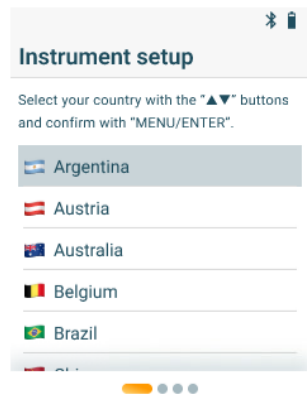 Instrument setup
Select your country with the “▲▼” buttons
and confirm with “MENU/ENTER”.
Argentina
Austria
Australia
Belgium
Brazil